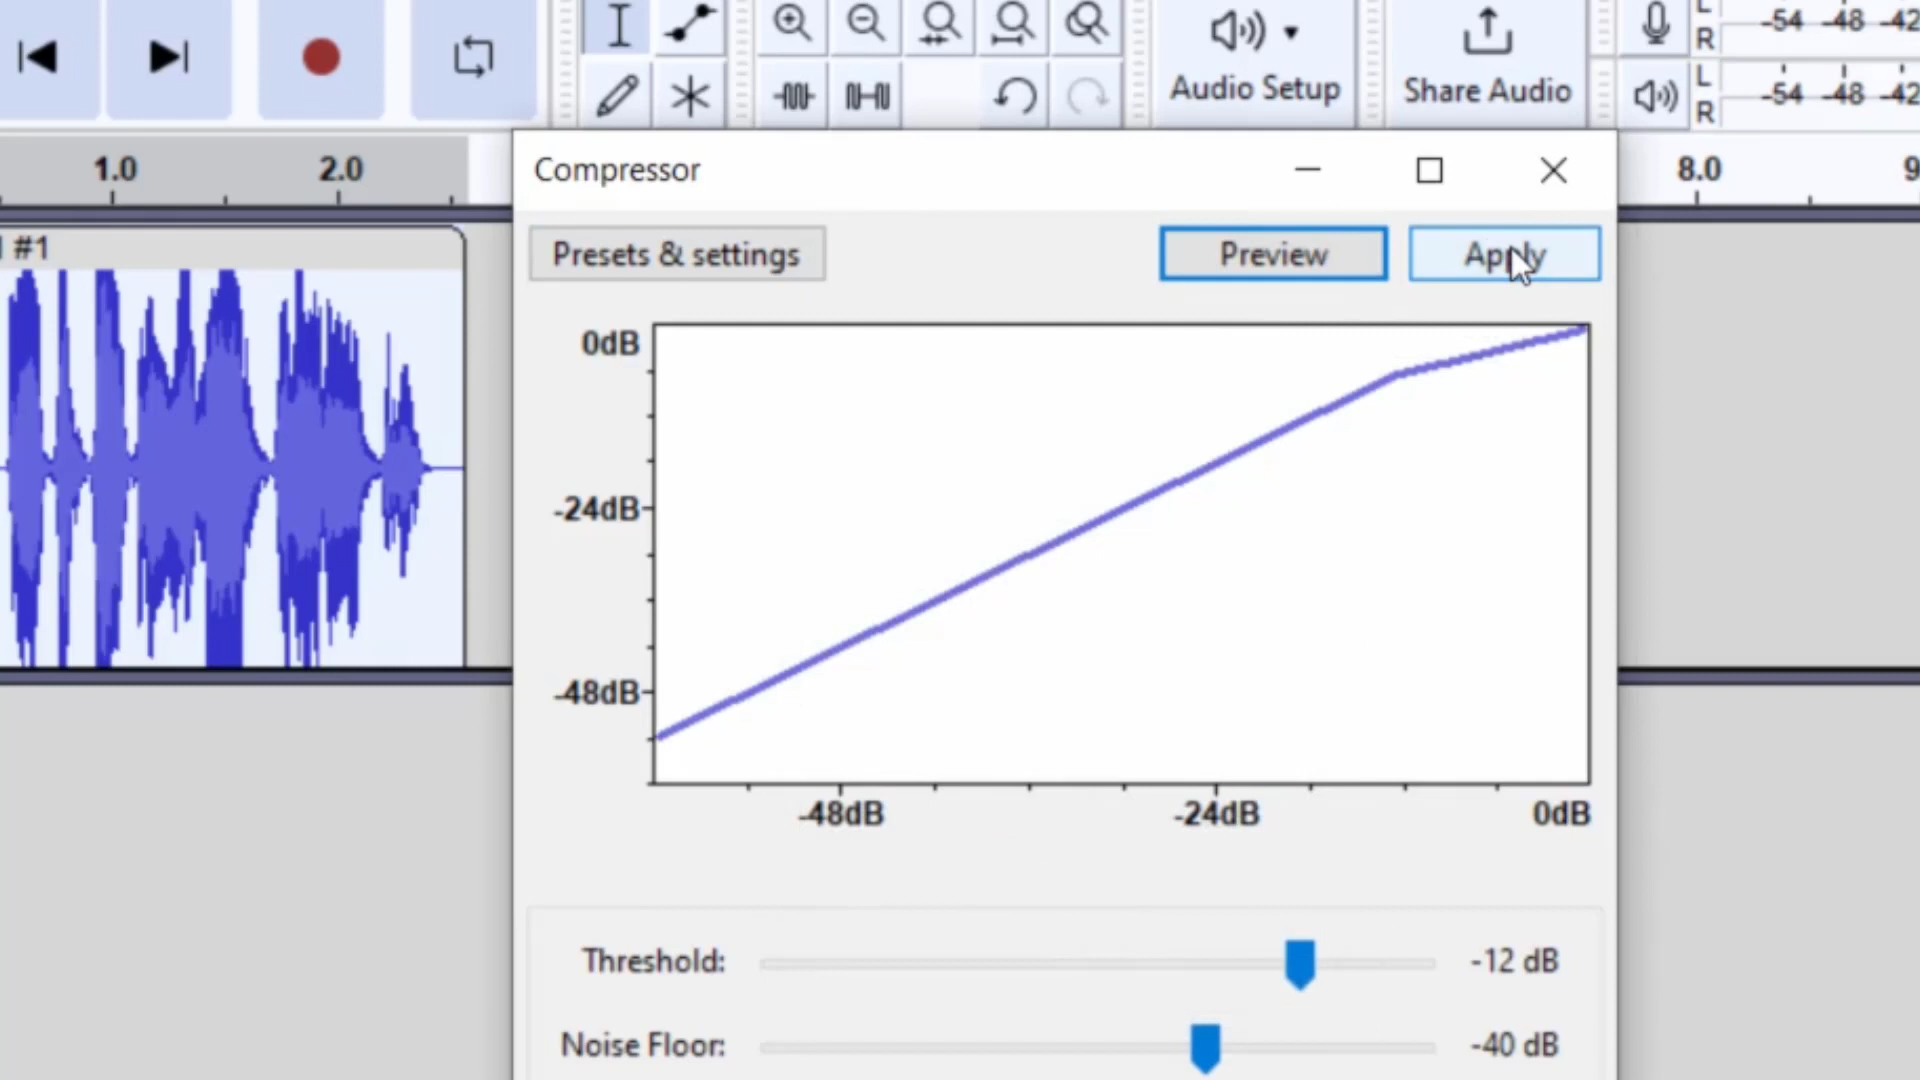 L
R
-54 -48 -42
Audio Setup
Share Audio
L
R
-54 -48 -42
1.0
2.0
8.0
9
Compressor
#1
Presets & settings
Preview
Apply
0dB
-24dB
-48dB
-48dB
-24dB
0dB
Threshold:
-12 dB
Noise Floor:
-40 dB